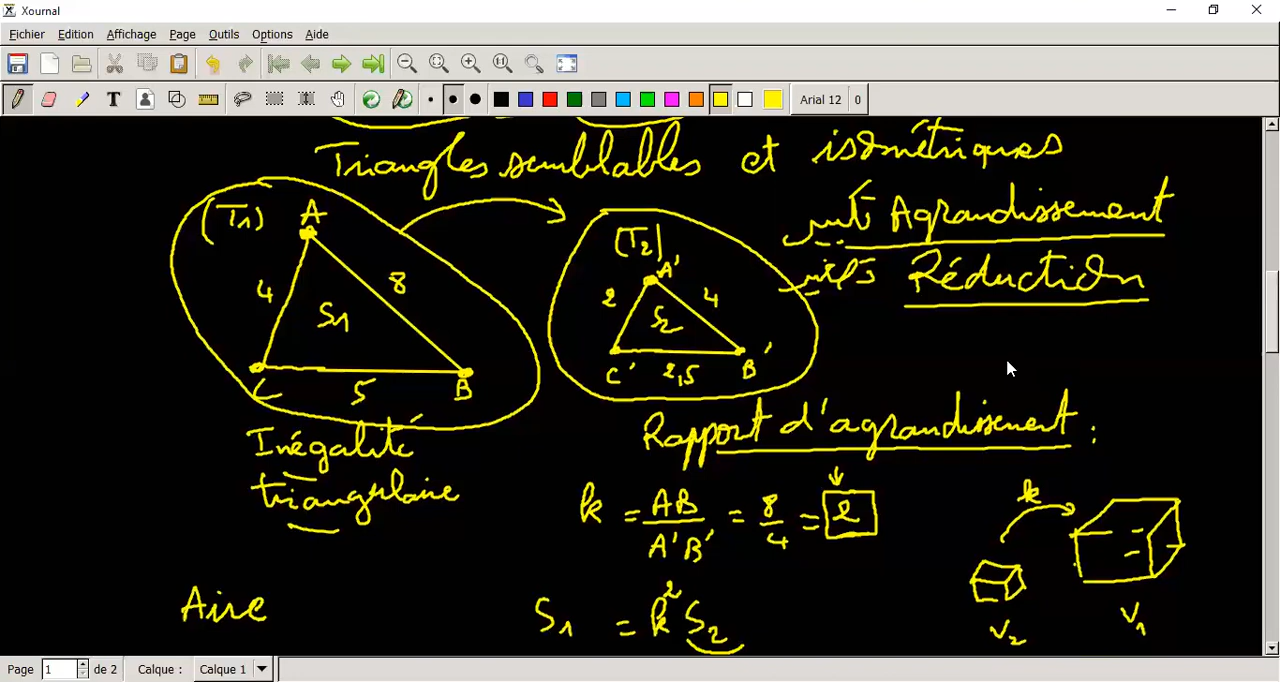 Xournal
Fichier Edition Affichage Page Outils Options Aide
Arial 12 0
Triangles semblables et isométriques
(T1)
A
4
8
S1
C
5
B
(T2)
A'
2
4
S2
C'
2,5
B'
Agrandissement
Réduction
Inégalité
triangulaire
Rapport d'agrandissement :
k = AB / A'B' = 8/4 = 2
k
V2
V1
Aire
S1 = k² S2
Page 1 de 2 Calque : Calque 1